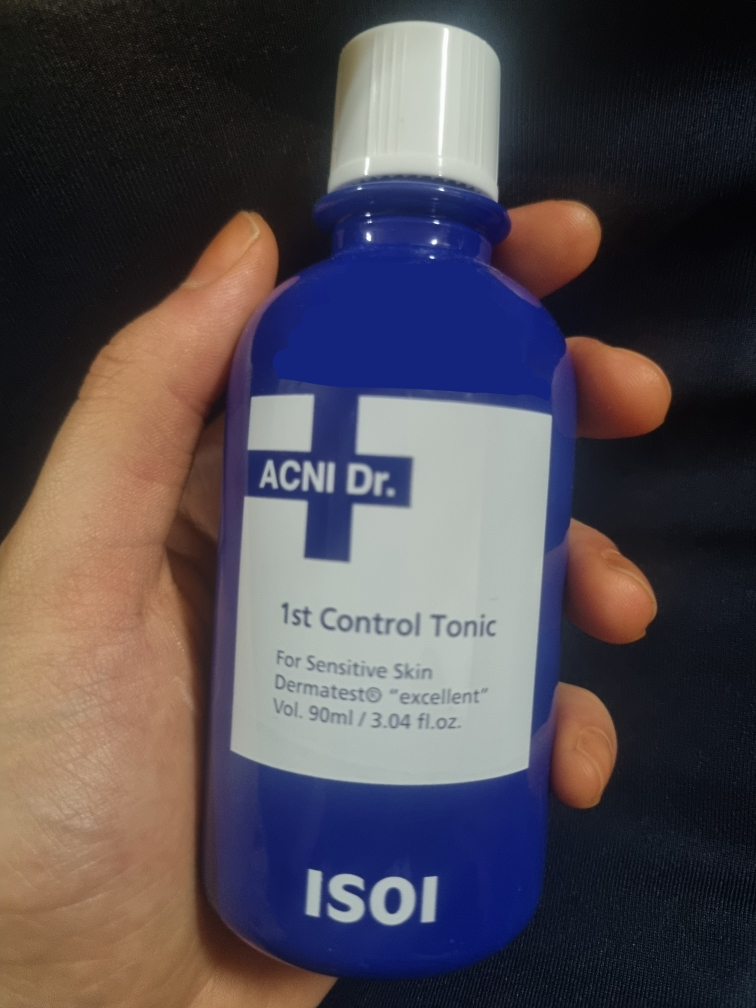 ACNI Dr.
1st Control Tonic
For Sensitive Skin
Dermatest® "excellent"
Vol. 90ml / 3.04 fl.oz.
ISOI